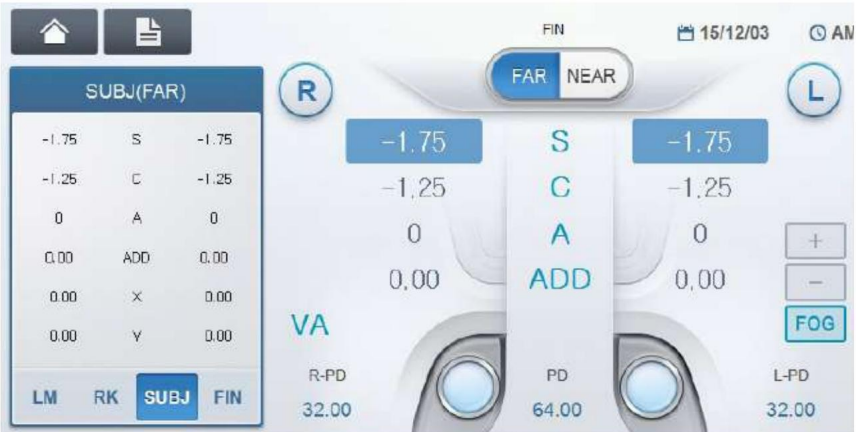 FIN
15/12/03
AM
SUBJ(FAR)
R
FAR NEAR
L
-1.75 S -1.75
-1.25 C -1.25
0 A 0
0.00 ADD 0.00
0.00 X 0.00
0.00 Y 0.00
LM RK SUBJ FIN
-1.75 S -1.75
-1.25 C -1.25
0 A 0
0.00 ADD 0.00
+
-
FOG
VA
R-PD PD L-PD
32.00 64.00 32.00